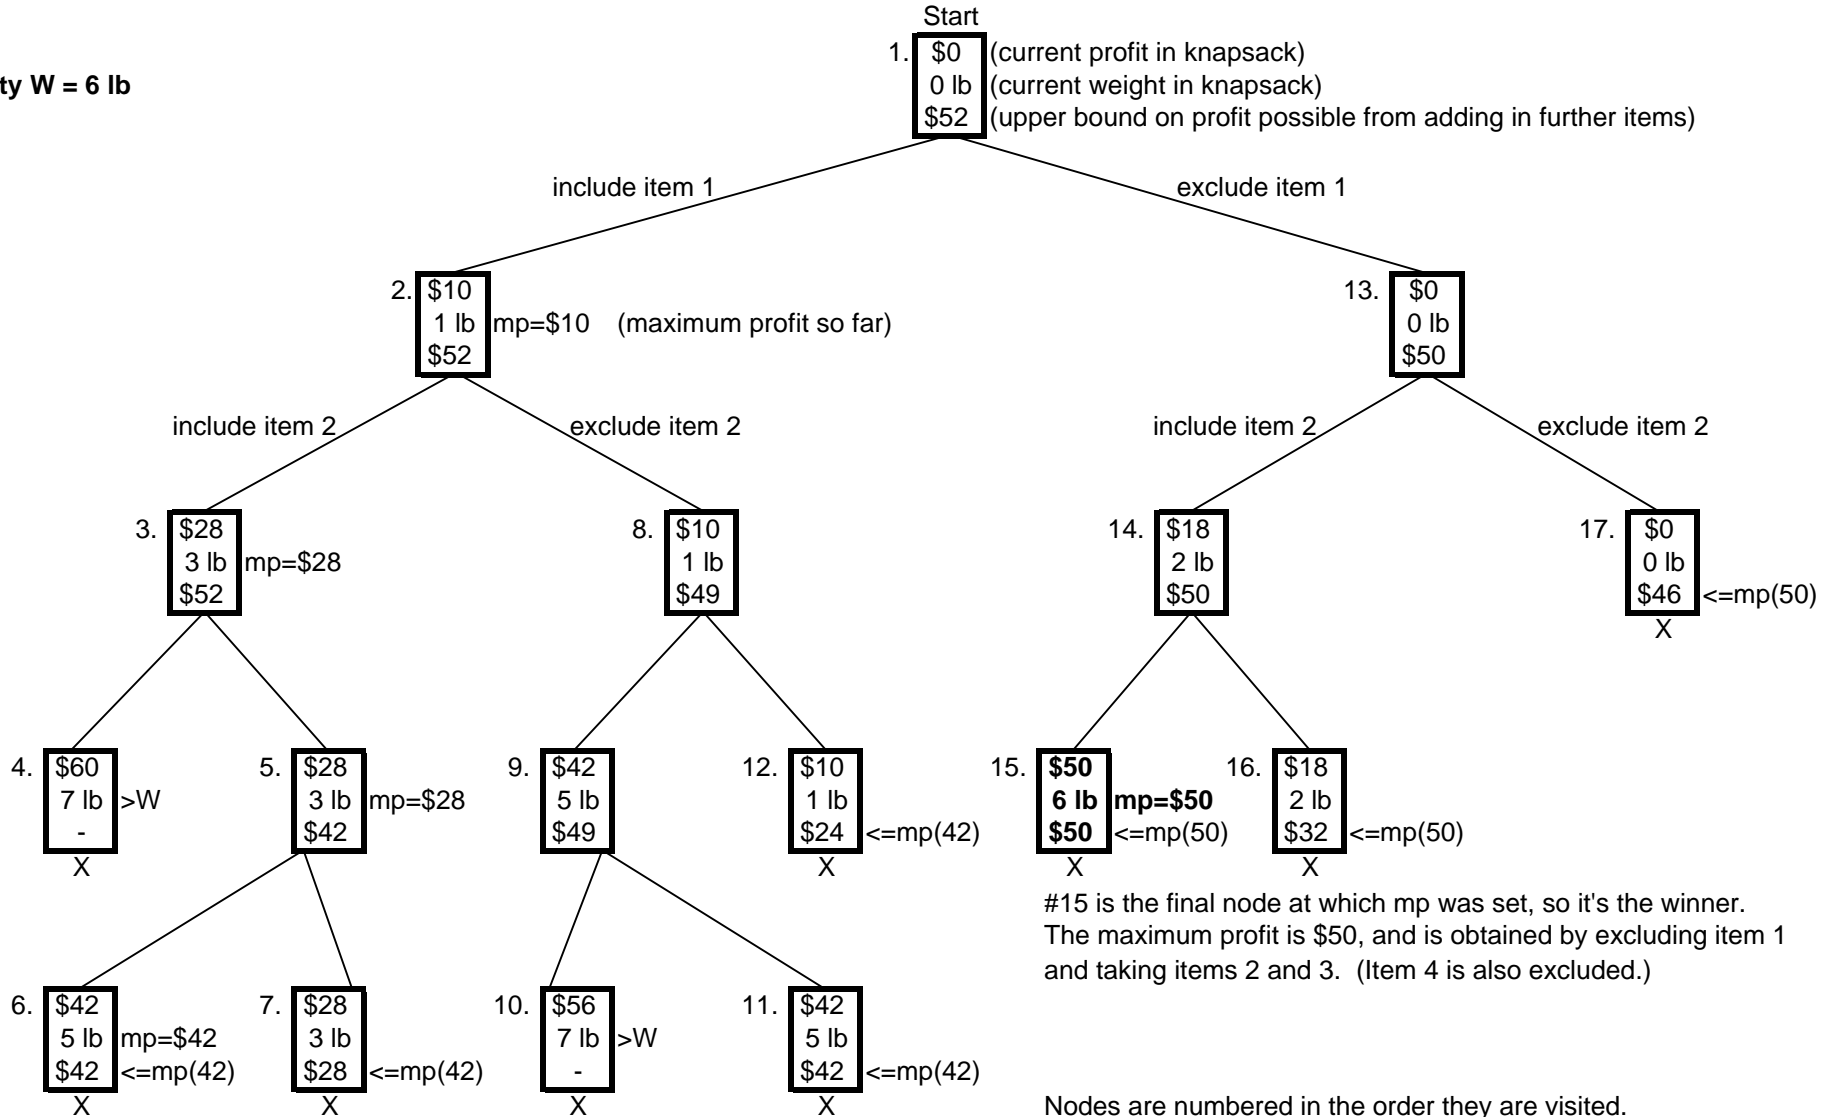 Start
1. $0 (current profit in knapsack)
ty W = 6 lb
0 lb (current weight in knapsack)
$52 (upper bound on profit possible from adding in further items)
include item 1
exclude item 1
2. $10
1 lb mp=$10 (maximum profit so far)
$52
13. $0
0 lb
$50
include item 2
exclude item 2
include item 2
exclude item 2
3. $28
3 lb mp=$28
$52
8. $10
1 lb
$49
14. $18
2 lb
$50
17. $0
0 lb
$46 <=mp(50)
X
4. $60
7 lb >W
-
X
5. $28
3 lb mp=$28
$42
9. $42
5 lb
$49
12. $10
1 lb
$24 <=mp(42)
X
15. $50
6 lb mp=$50
$50 <=mp(50)
X
16. $18
2 lb
$32 <=mp(50)
X
#15 is the final node at which mp was set, so it's the winner.
The maximum profit is $50, and is obtained by excluding item 1
and taking items 2 and 3. (Item 4 is also excluded.)
6. $42
5 lb mp=$42
$42 <=mp(42)
X
7. $28
3 lb
$28 <=mp(42)
X
10. $56
7 lb >W
-
X
11. $42
5 lb
$42 <=mp(42)
X
Nodes are numbered in the order they are visited.